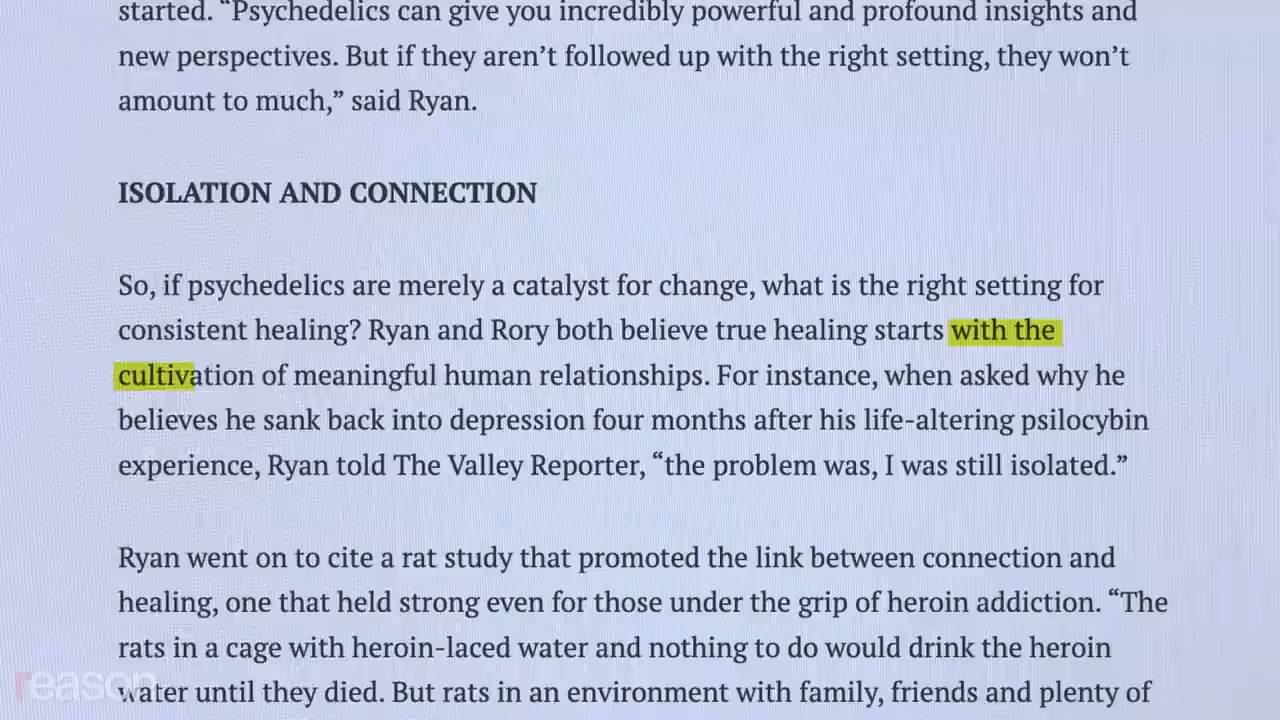 started. “Psychedelics can give you incredibly powerful and profound insights and
new perspectives. But if they aren’t followed up with the right setting, they won’t
amount to much,” said Ryan.
ISOLATION AND CONNECTION
So, if psychedelics are merely a catalyst for change, what is the right setting for
consistent healing? Ryan and Rory both believe true healing starts with the
cultivation of meaningful human relationships. For instance, when asked why he
believes he sank back into depression four months after his life-altering psilocybin
experience, Ryan told The Valley Reporter, “the problem was, I was still isolated.”
Ryan went on to cite a rat study that promoted the link between connection and
healing, one that held strong even for those under the grip of heroin addiction. “The
rats in a cage with heroin-laced water and nothing to do would drink the heroin
water until they died. But rats in an environment with family, friends and plenty of
reason